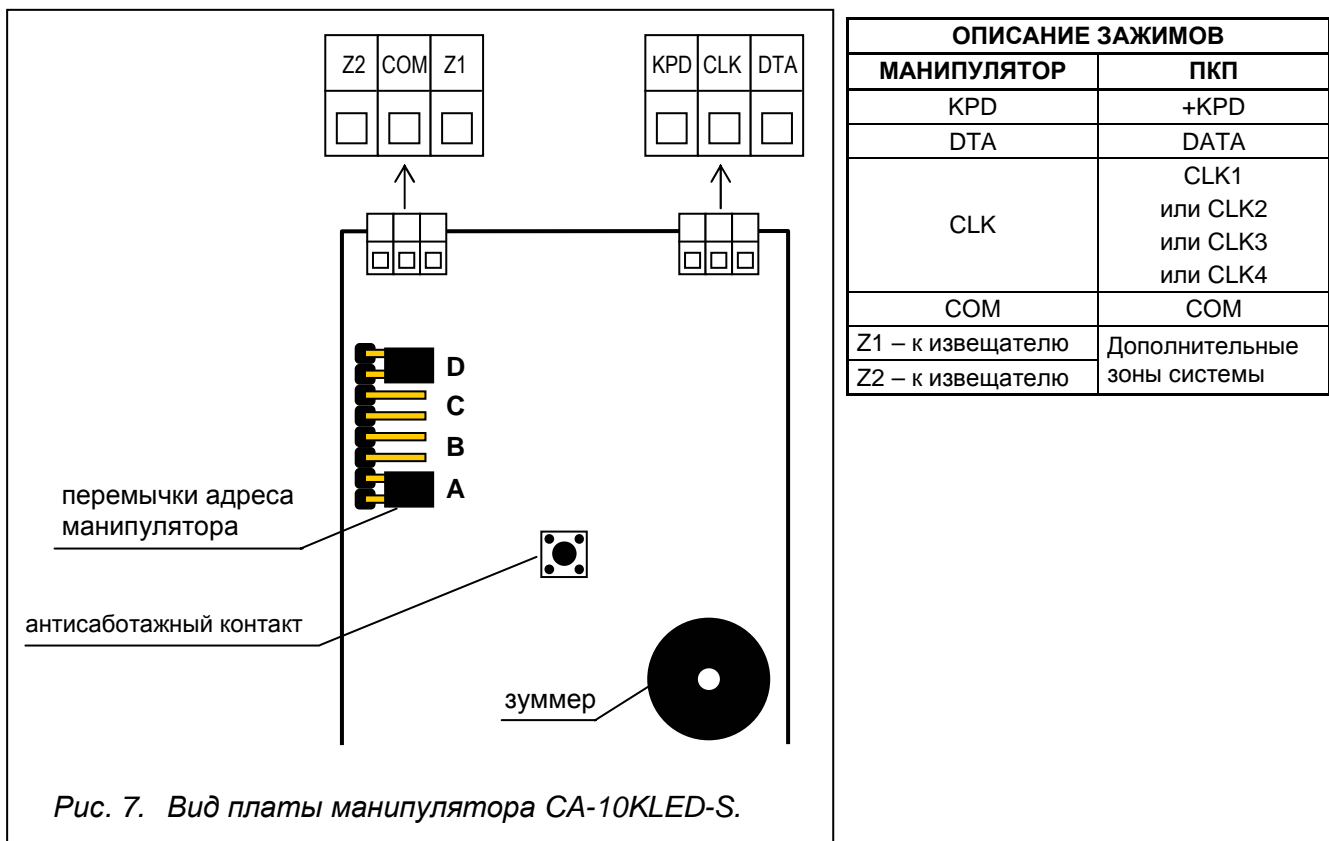 Z2 COM Z1
KPD CLK DTA
D
C
B
A
перемычки адреса
манипулятора
антисаботажный контакт
зуммер
Рис. 7. Вид платы манипулятора CA-10KLED-S.
ОПИСАНИЕ ЗАЖИМОВ
МАНИПУЛЯТОР ПКП
KPD +KPD
DTA DATA
CLK
CLK1
или CLK2
или CLK3
или CLK4
COM COM
Z1 – к извещателю
Z2 – к извещателю
Дополнительные
зоны системы